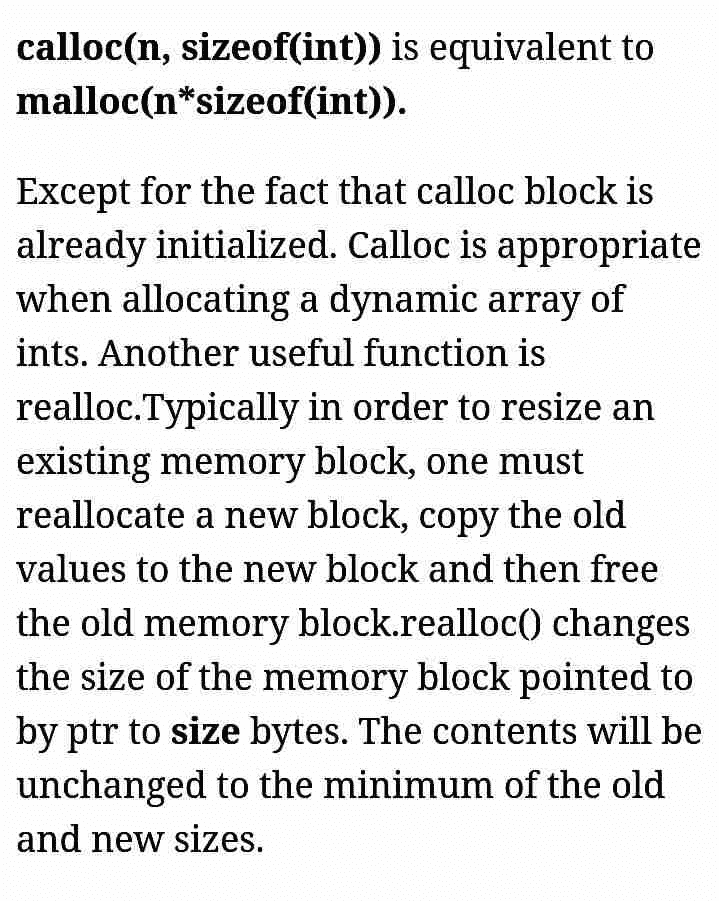 calloc(n, sizeof(int)) is equivalent to
malloc(n*sizeof(int)).
Except for the fact that calloc block is
already initialized. Calloc is appropriate
when allocating a dynamic array of
ints. Another useful function is
realloc.Typically in order to resize an
existing memory block, one must
reallocate a new block, copy the old
values to the new block and then free
the old memory block.realloc() changes
the size of the memory block pointed to
by ptr to size bytes. The contents will be
unchanged to the minimum of the old
and new sizes.